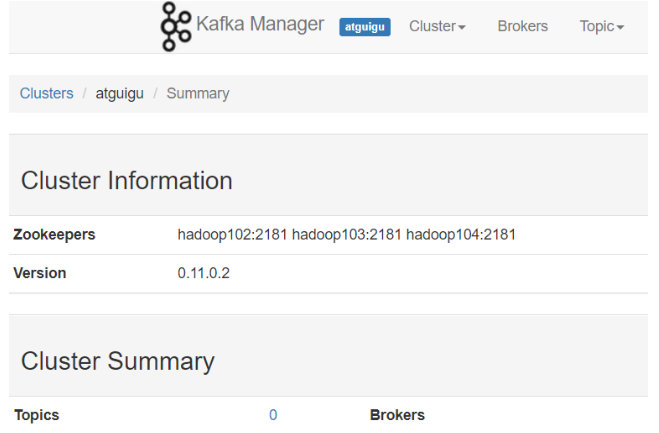 Kafka Manager atguigu Cluster Brokers Topic
Clusters / atguigu / Summary
Cluster Information
Zookeepers hadoop102:2181 hadoop103:2181 hadoop104:2181
Version 0.11.0.2
Cluster Summary
Topics 0 Brokers